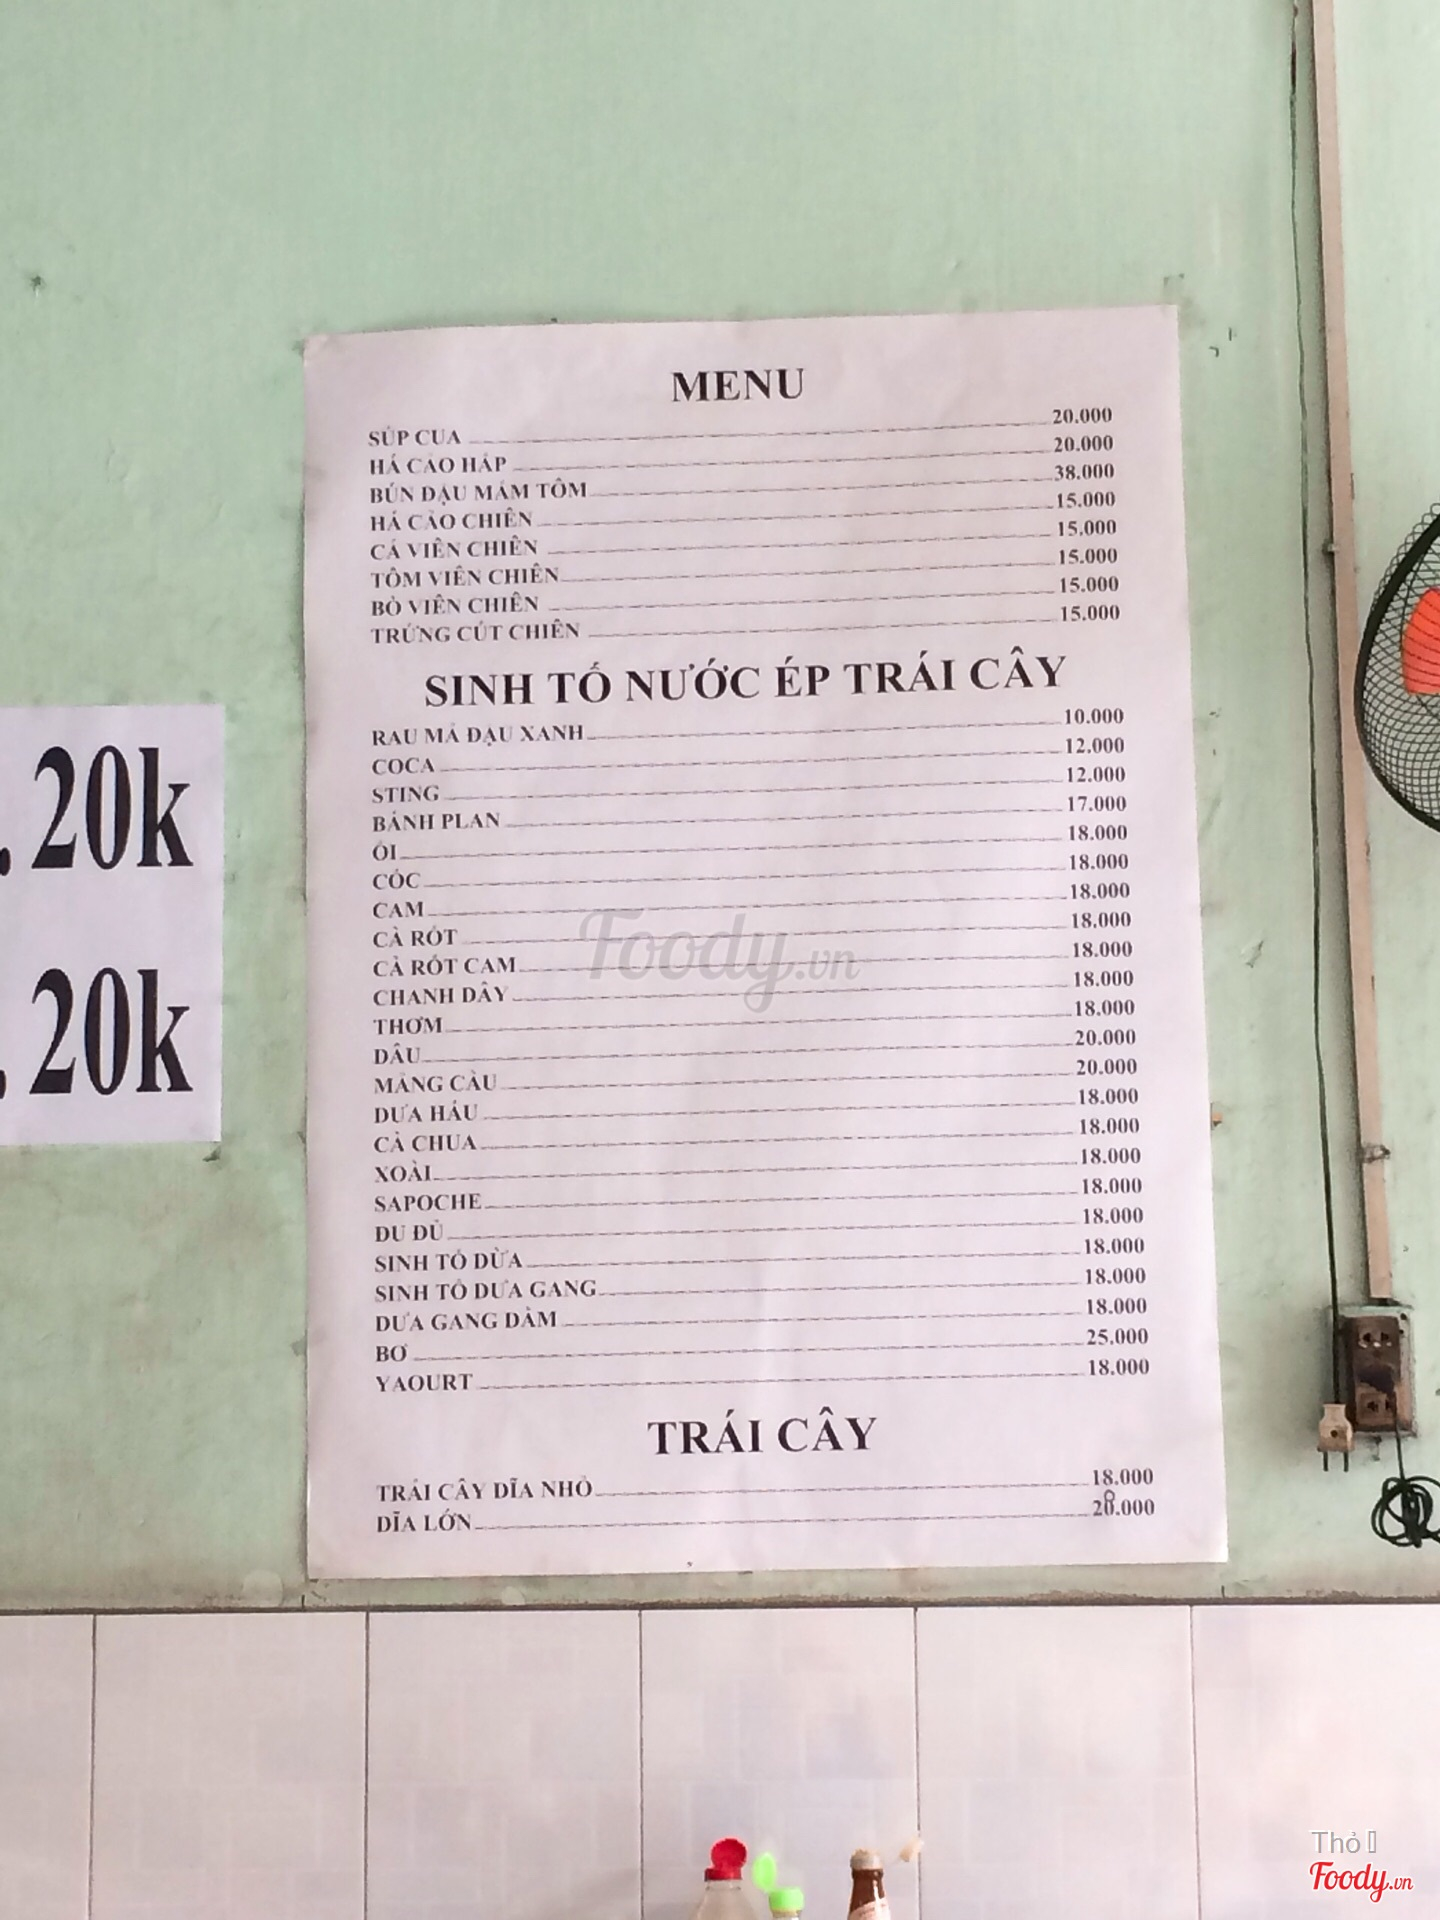 MENU
SÚP CUA 20.000
HÁ CẢO HẤP 20.000
BÚN ĐẬU MẮM TÔM 38.000
HÁ CẢO CHIÊN 15.000
CÁ VIÊN CHIÊN 15.000
TÔM VIÊN CHIÊN 15.000
BÒ VIÊN CHIÊN 15.000
TRỨNG CÚT CHIÊN 15.000
SINH TỐ NƯỚC ÉP TRÁI CÂY
RAU MÁ ĐẬU XANH 10.000
COCA 12.000
STING 12.000
BÁNH PLAN 17.000
ỔI 18.000
CÓC 18.000
CAM 18.000
CÀ RỐT 18.000
CÀ RỐT CAM 18.000
CHANH DÂY 18.000
THƠM 18.000
DÂU 20.000
MÃNG CẦU 20.000
DƯA HẤU 18.000
CÀ CHUA 18.000
XOÀI 18.000
SAPOCHE 18.000
ĐU ĐỦ 18.000
SINH TỐ DỪA 18.000
SINH TỐ DƯA GANG 18.000
DƯA GANG DẦM 18.000
BƠ 25.000
YAOURT 18.000
TRÁI CÂY
TRÁI CÂY DĨA NHỎ 18.000
DĨA LỚN 28.000
. 20k
. 20k
Foody.vn
Thỏ
Foody.vn